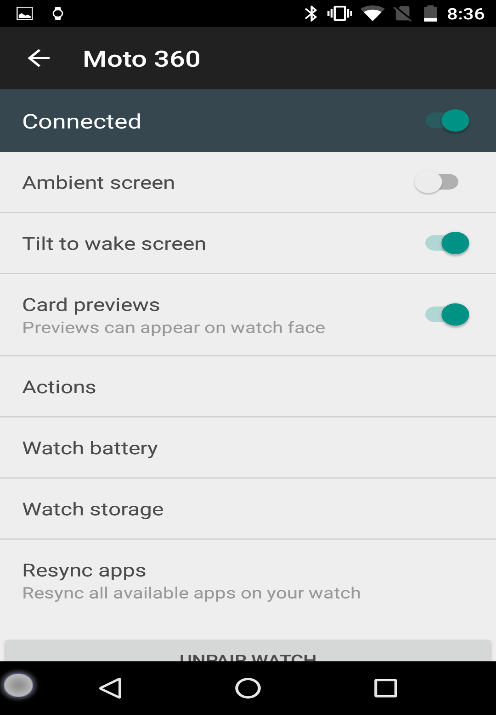 8:36
Moto 360
Connected
Ambient screen
Tilt to wake screen
Card previews
Previews can appear on watch face
Actions
Watch battery
Watch storage
Resync apps
Resync all available apps on your watch
UNPAIR WATCH